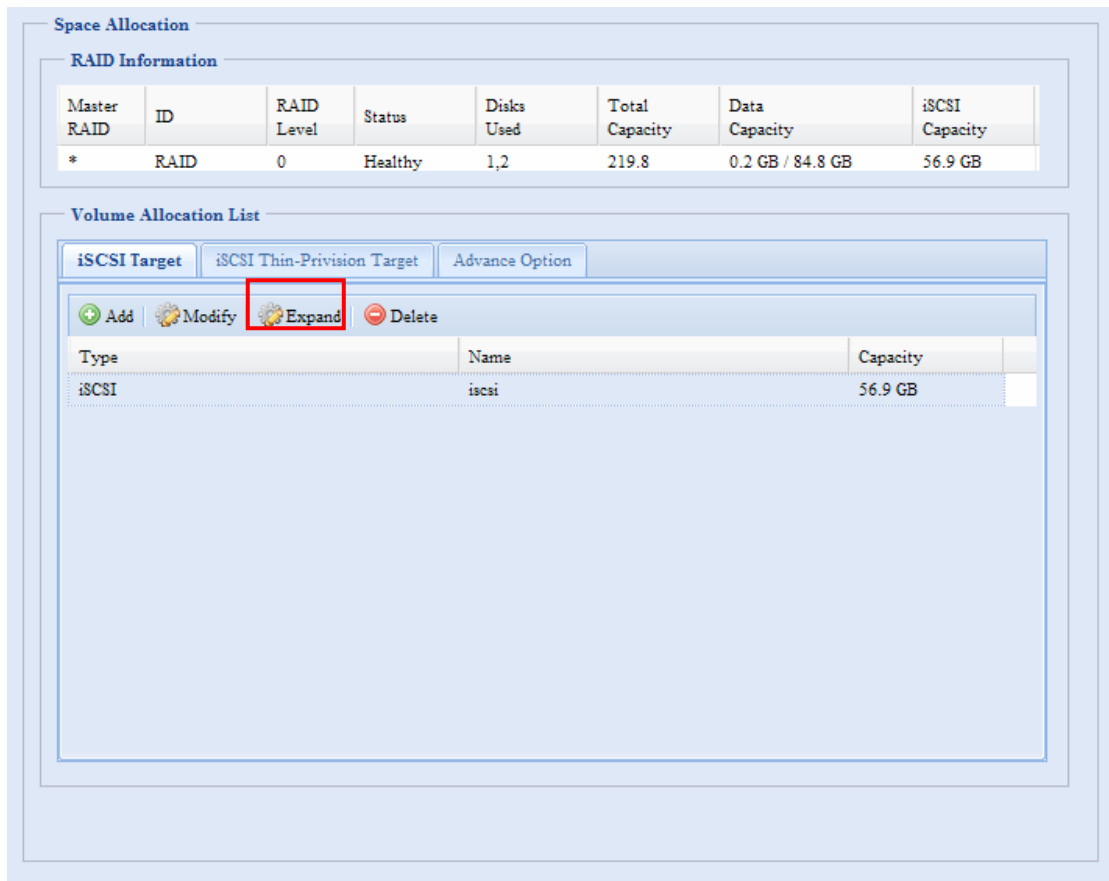 Space Allocation
RAID Information
Master RAID ID RAID Level Status Disks Used Total Capacity Data Capacity iSCSI Capacity
* RAID 0 Healthy 1,2 219.8 0.2 GB / 84.8 GB 56.9 GB
Volume Allocation List
iSCSI Target iSCSI Thin-Privision Target Advance Option
Add Modify Expand Delete
Type Name Capacity
iSCSI iscsi 56.9 GB